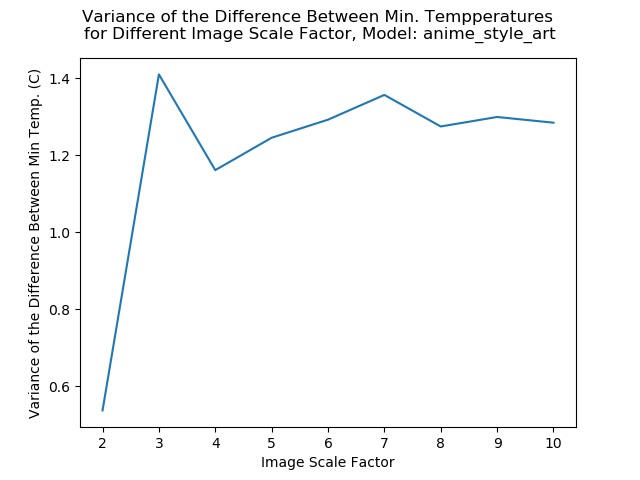 Variance of the Difference Between Min. Tempperatures
for Different Image Scale Factor, Model: anime_style_art
Variance of the Difference Between Min Temp. (C)
1.4
1.2
1.0
0.8
0.6
2 3 4 5 6 7 8 9 10
Image Scale Factor